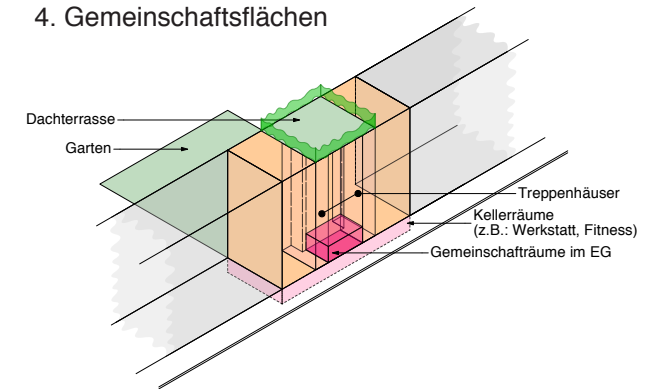 4. Gemeinschaftsflächen
Dachterrasse
Garten
Treppenhäuser
Kellerräume
(z.B.: Werkstatt, Fitness)
Gemeinschafträume im EG